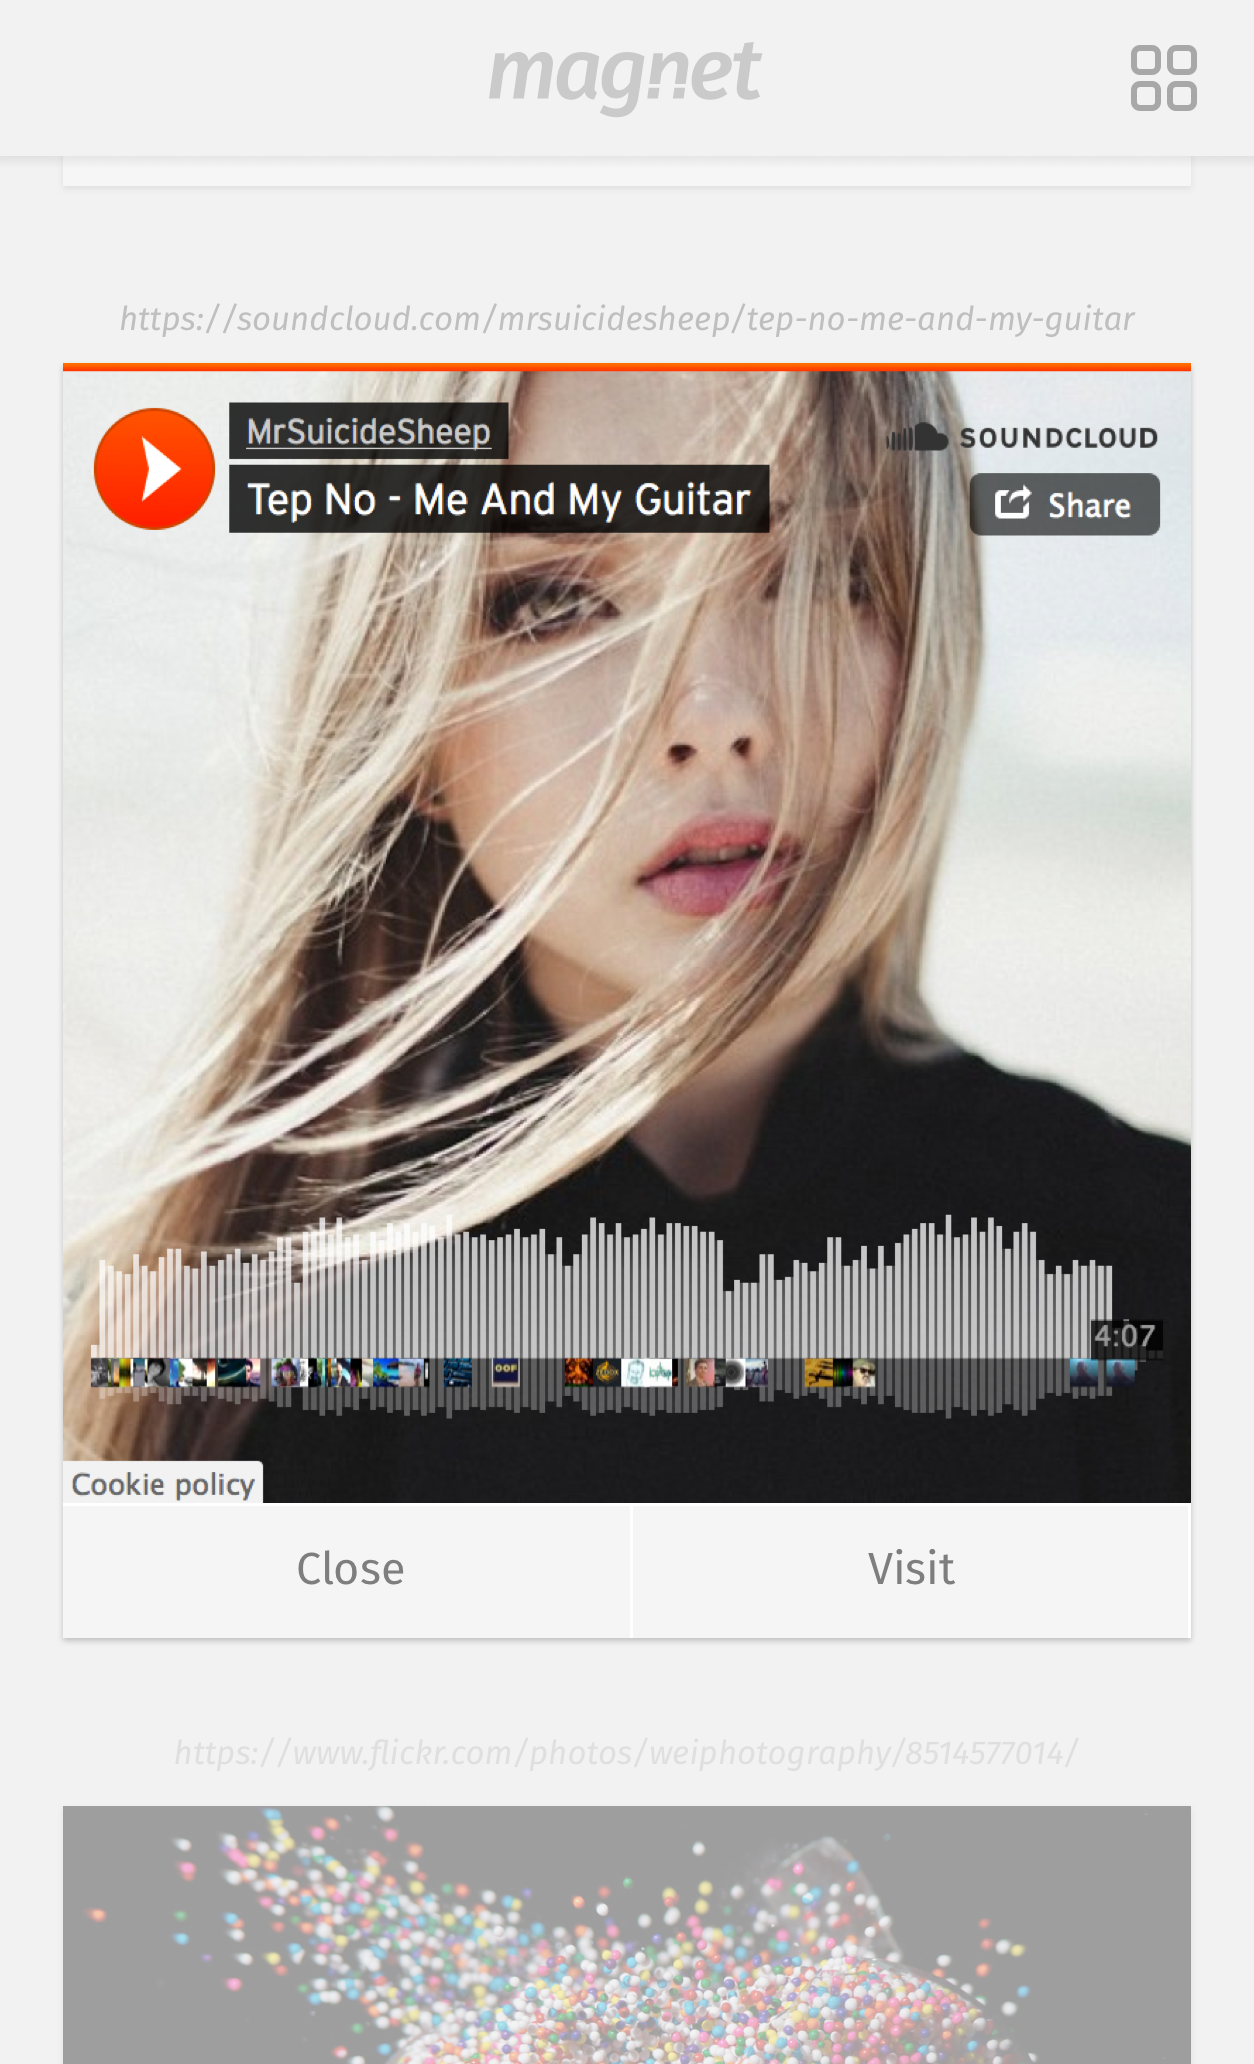 magnet
https://soundcloud.com/mrsuicidesheep/tep-no-me-and-my-guitar
MrSuicideSheep
SOUNDCLOUD
Tep No - Me And My Guitar
Share
4:07
OOF
Cookie policy
Close
Visit
https://www.flickr.com/photos/weiphotography/8514577014/